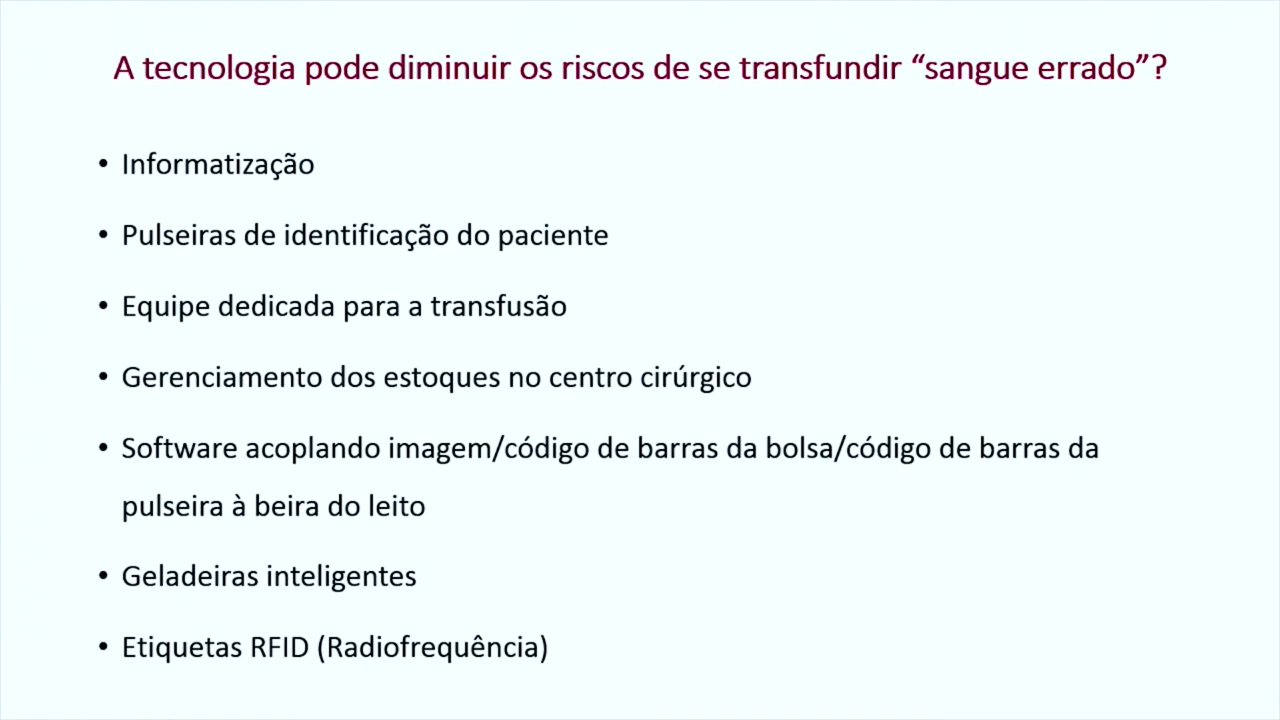 A tecnologia pode diminuir os riscos de se transfundir “sangue errado”?
• Informatização
• Pulseiras de identificação do paciente
• Equipe dedicada para a transfusão
• Gerenciamento dos estoques no centro cirúrgico
• Software acoplando imagem/código de barras da bolsa/código de barras da
pulseira à beira do leito
• Geladeiras inteligentes
• Etiquetas RFID (Radiofrequência)